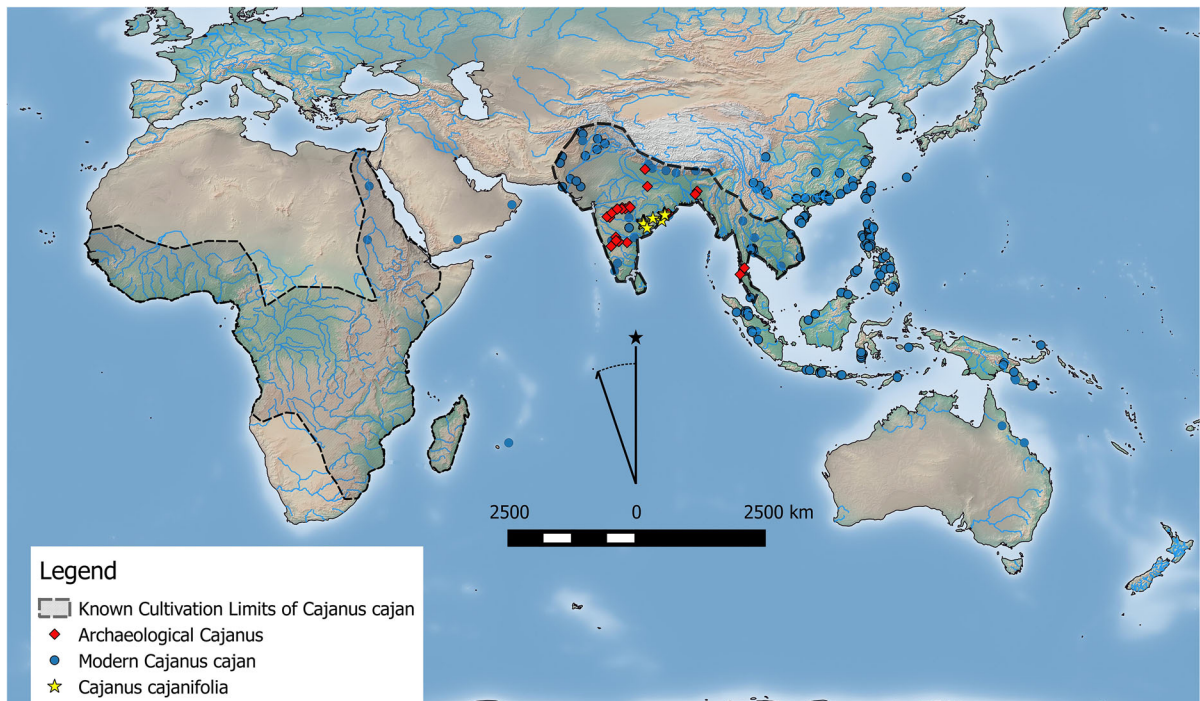 2500 0 2500 km
Legend
Known Cultivation Limits of Cajanus cajan
Archaeological Cajanus
Modern Cajanus cajan
Cajanus cajanifolia